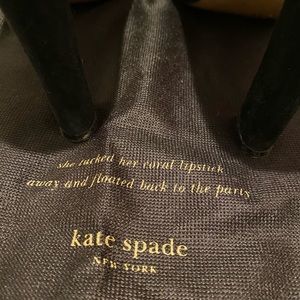 she tucked her coral lipstick
away and floated back to the party
kate spade
NEW YORK